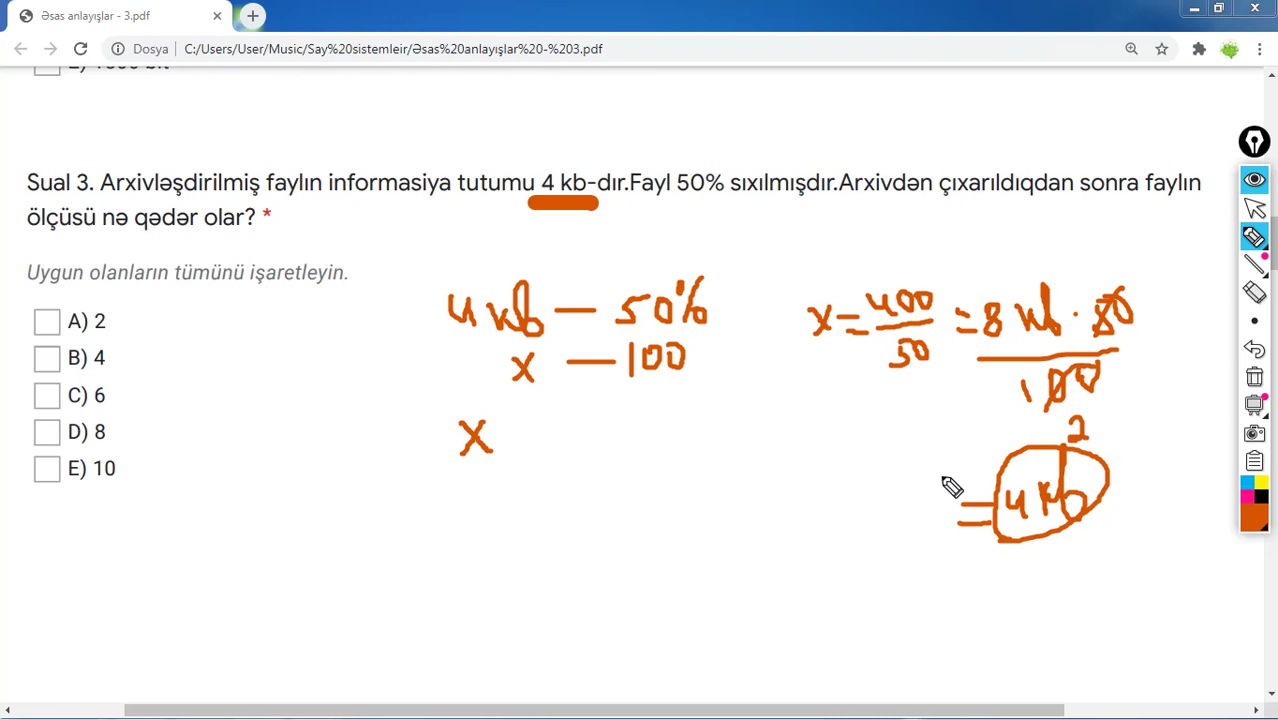 Əsas anlayışlar - 3.pdf
Dosya
C:/Users/User/Music/Say%20sistemleir/Əsas%20anlayışlar%20-%203.pdf
Sual 3. Arxivləşdirilmiş faylın informasiya tutumu 4 kb-dır.Fayl 50% sıxılmışdır.Arxivdən çıxarıldıqdan sonra faylın
ölçüsü nə qədər olar? *
Uygun olanların tümünü işaretleyin.
A) 2
B) 4
C) 6
D) 8
E) 10
4 kb — 50%
x — 100
x
x = 400/50 = 8 kb · 50
100
2
= 4 kb